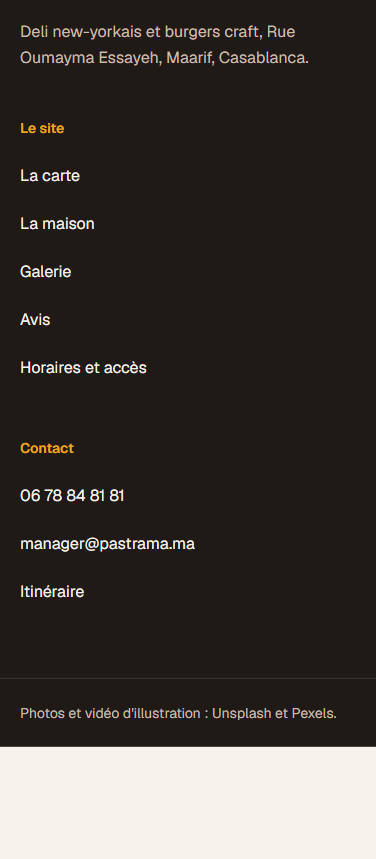 Deli new-yorkais et burgers craft, Rue
Oumayma Essayeh, Maarif, Casablanca.
Le site
La carte
La maison
Galerie
Avis
Horaires et accès
Contact
06 78 84 81 81
manager@pastrama.ma
Itinéraire
Photos et vidéo d'illustration : Unsplash et Pexels.